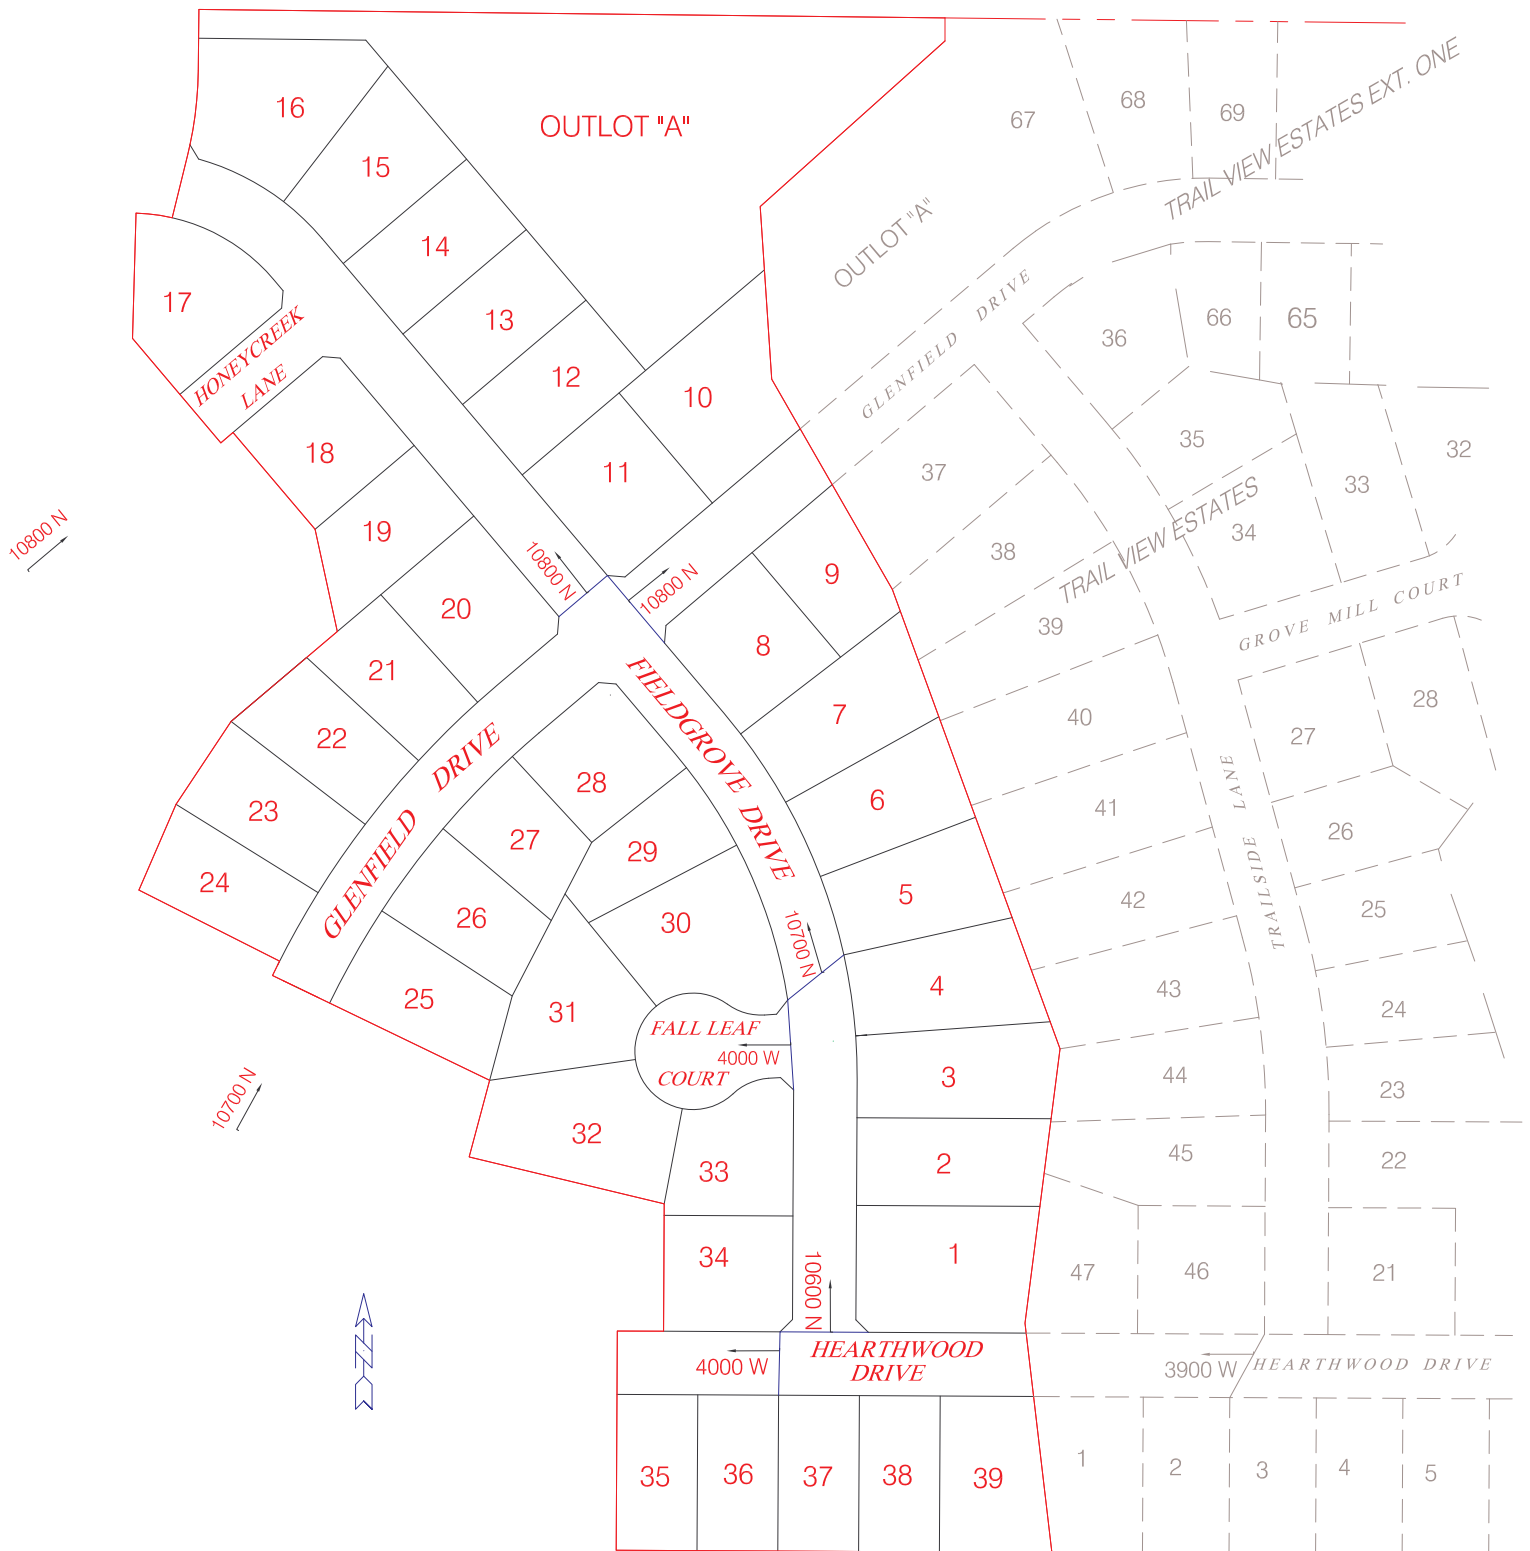 OUTLOT "A"
16
15
14
13
12
11
10
17
HONEYCREEK
LANE
18
19
20
21
22
23
24
10800 N
10800 N
10800 N
9
8
7
6
5
4
3
2
1
GLENFIELD DRIVE
FIELDGROVE DRIVE
28
27
29
26
30
25
31
10700 N
10700 N
FALL LEAF
4000 W
COURT
32
33
34
10600 N
4000 W
HEARTHWOOD
DRIVE
35
36
37
38
39
N
67
68
69
TRAIL VIEW ESTATES EXT. ONE
OUTLOT "A"
GLENFIELD DRIVE
36
66
65
35
32
33
34
37
38
TRAIL VIEW ESTATES
39
GROVE MILL COURT
40
27
28
41
26
TRAILSIDE LANE
42
25
43
24
44
23
45
22
47
46
21
3900 W
HEARTHWOOD DRIVE
1
2
3
4
5